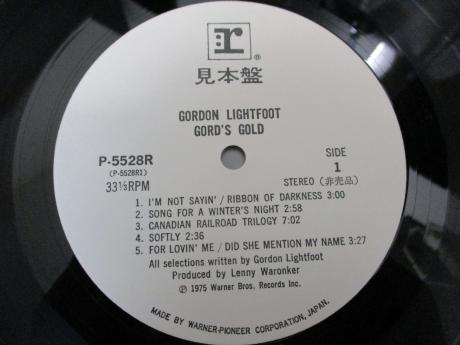 r®
見本盤
GORDON LIGHTFOOT
GORD'S GOLD
P-5528R
(P-5528R1)
33⅓RPM
SIDE
1
STEREO (非売品)
1. I'M NOT SAYIN' / RIBBON OF DARKNESS 3:00
2. SONG FOR A WINTER'S NIGHT 2:58
3. CANADIAN RAILROAD TRILOGY 7:02
4. SOFTLY 2:36
5. FOR LOVIN' ME / DID SHE MENTION MY NAME 3:27
All selections written by Gordon Lightfoot
Produced by Lenny Waronker
℗ 1975 Warner Bros. Records Inc.
MADE BY WARNER-PIONEER CORPORATION, JAPAN.